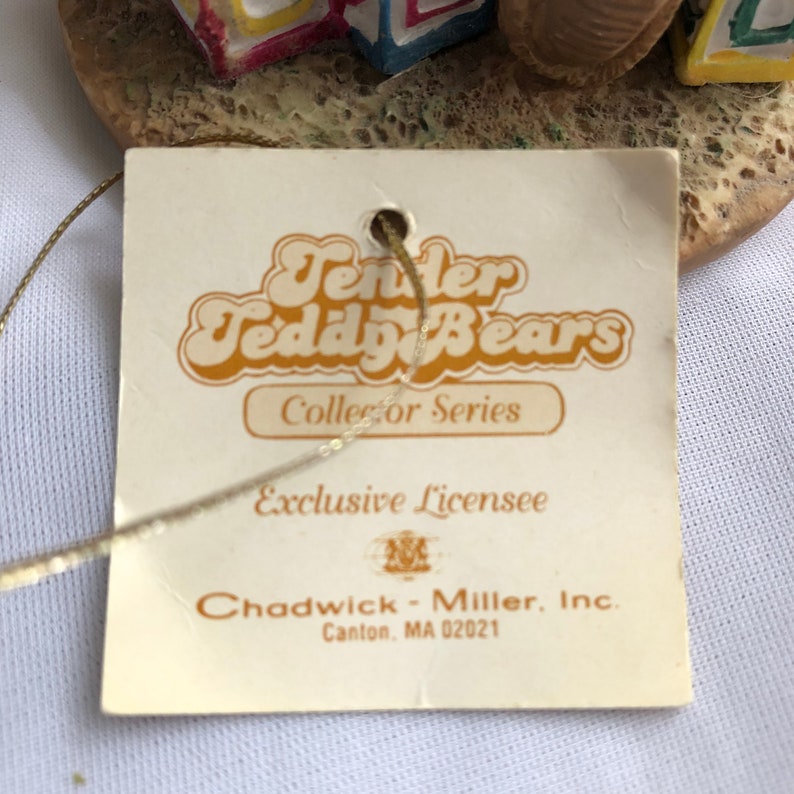 Tender
Teddy Bears
Collector Series
Exclusive Licensee
Chadwick - Miller, Inc.
Canton, MA 02021